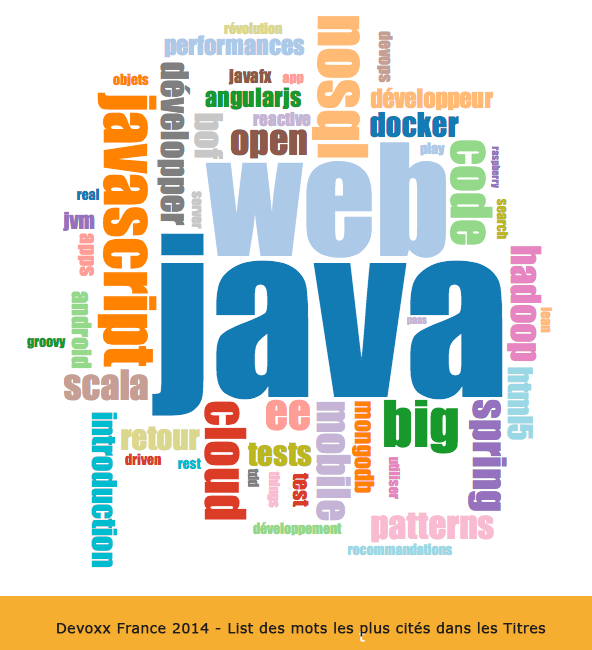 révolution
performances
nosql
devops
objets
développer
javafx
app
angularjs
développeur
javascript
bof
reactive
docker
open
play
code
raspberry
web
real
server
search
jvm
apps
java
hadoop
android
lean
paas
groovy
scala
html5
ee
mobile
mongodb
big
spring
cloud
introduction
retour
tests
driven
rest
tdd
things
test
utiliser
développement
patterns
recommandations
Devoxx France 2014 - List des mots les plus cités dans les Titres